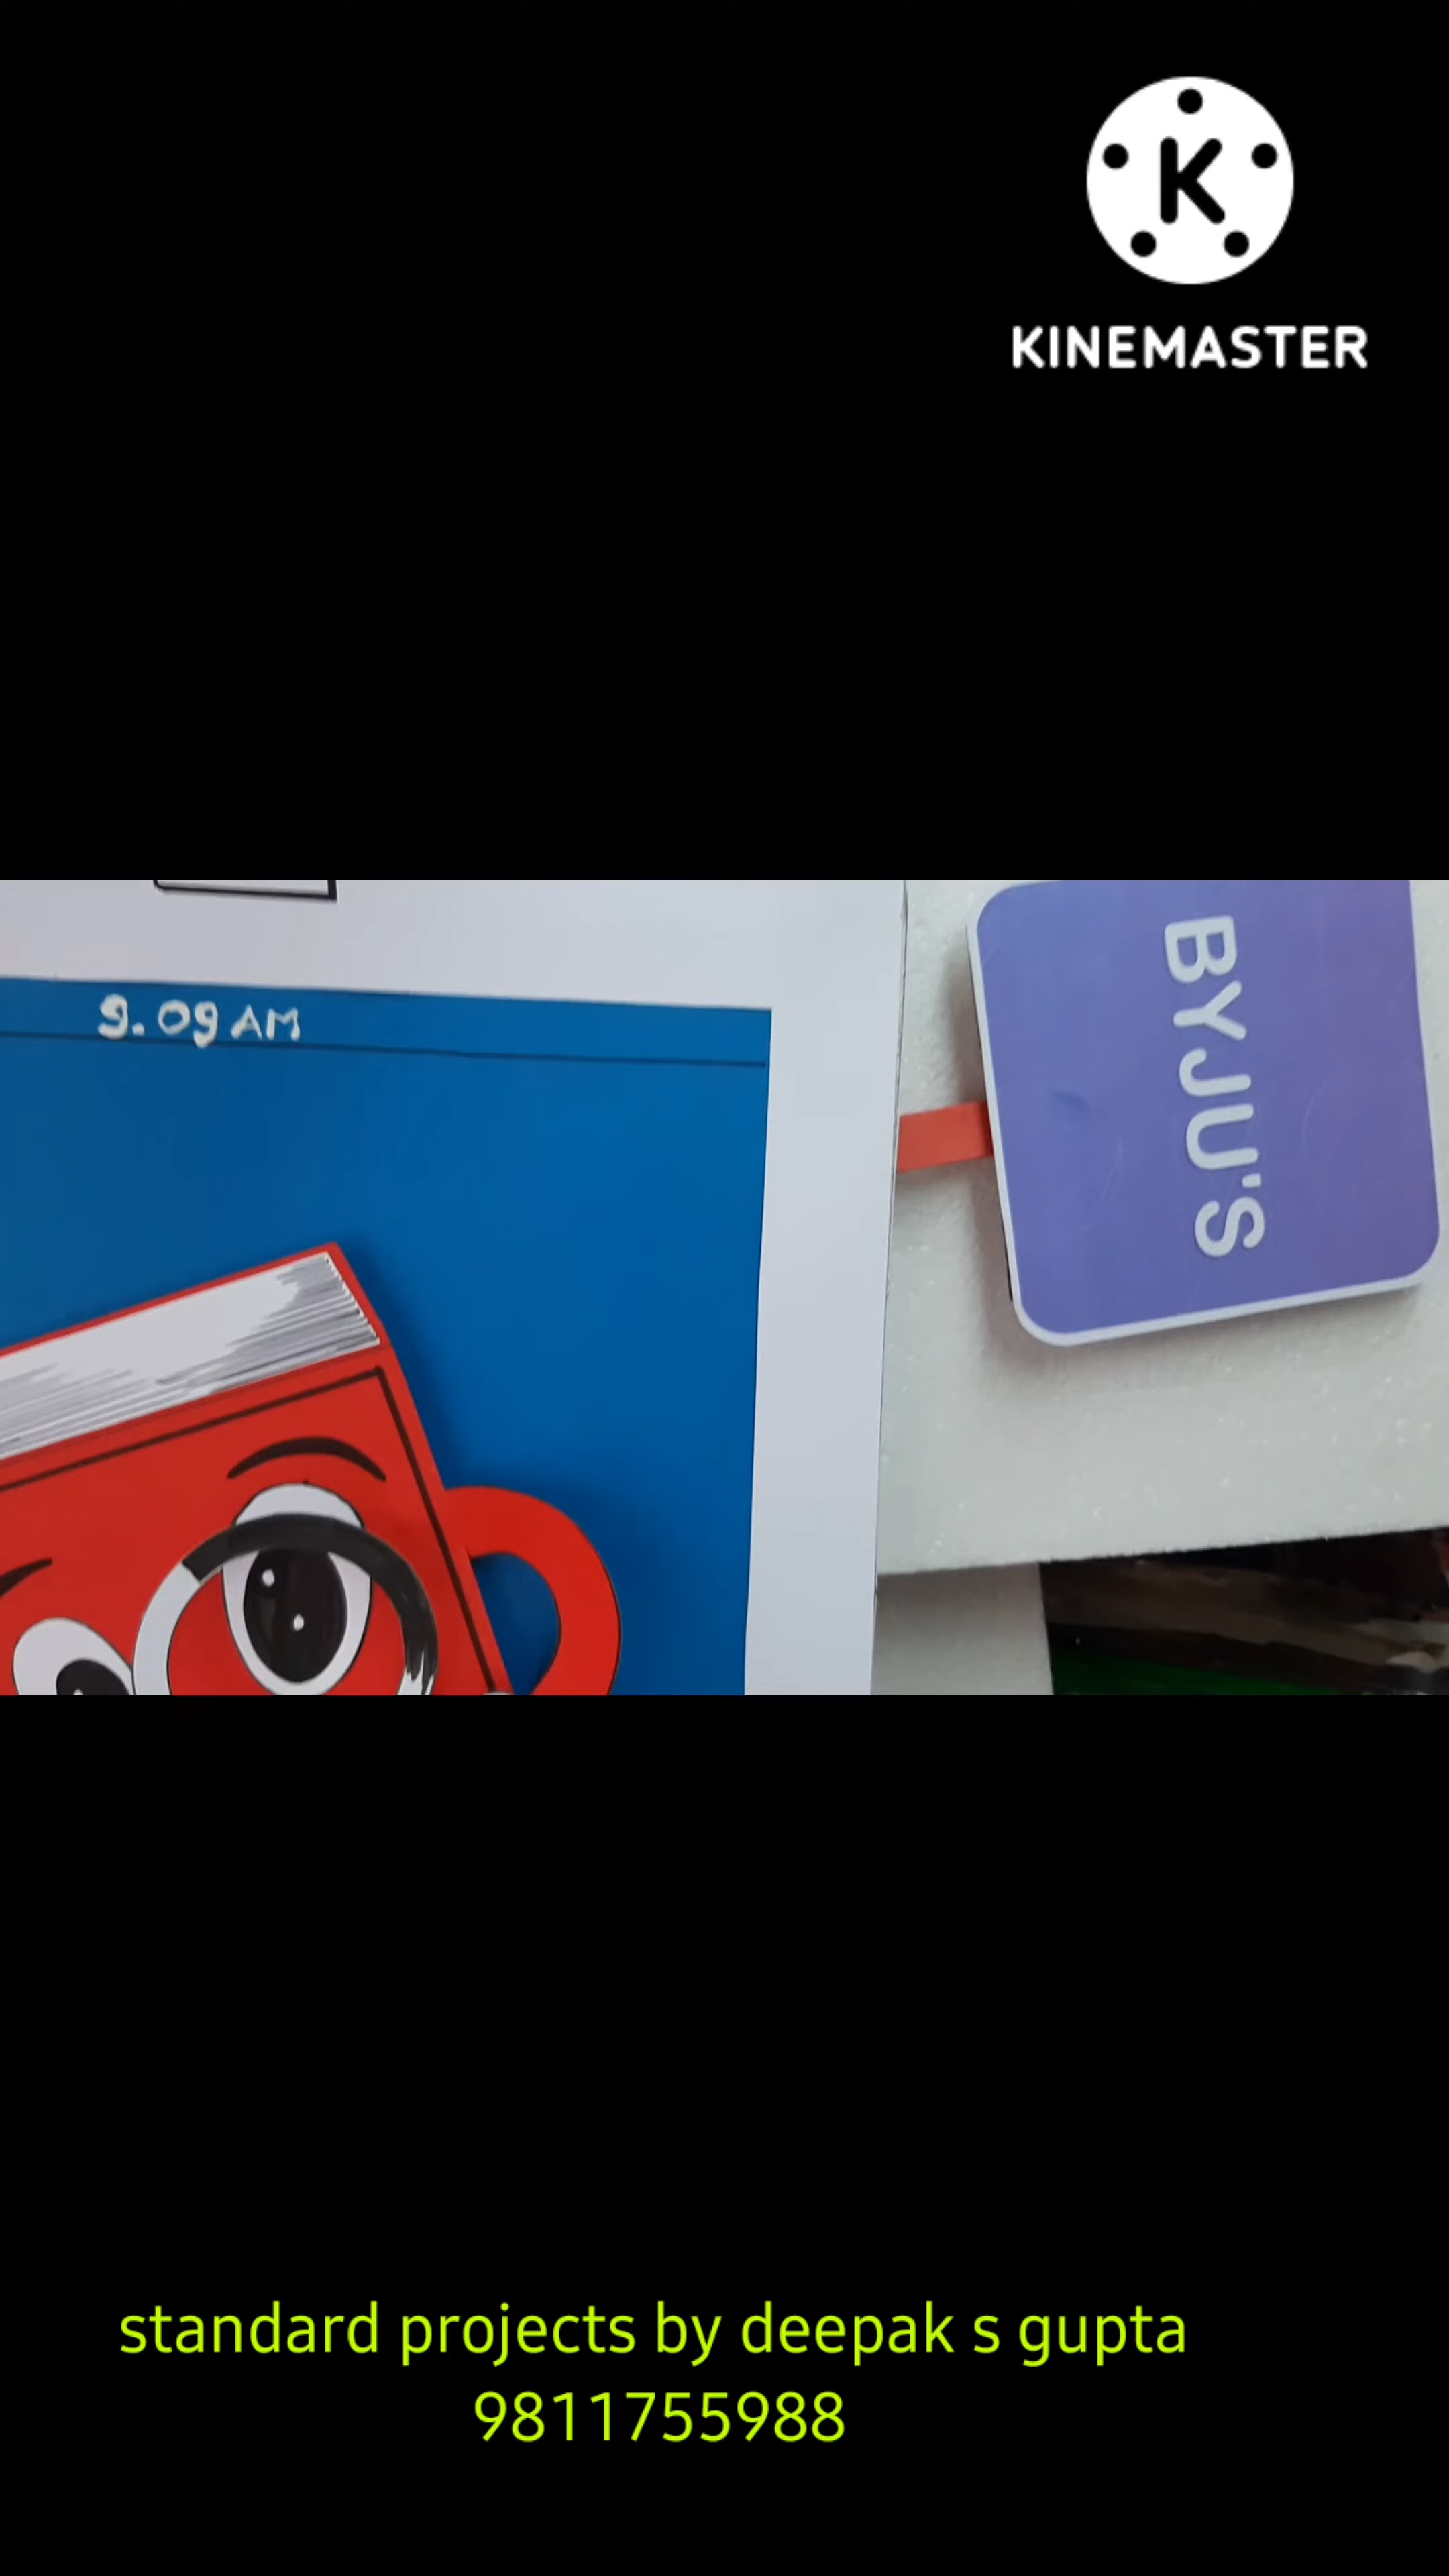 K
KINEMASTER
9.09 AM
BYJU'S
standard projects by deepak s gupta
9811755988